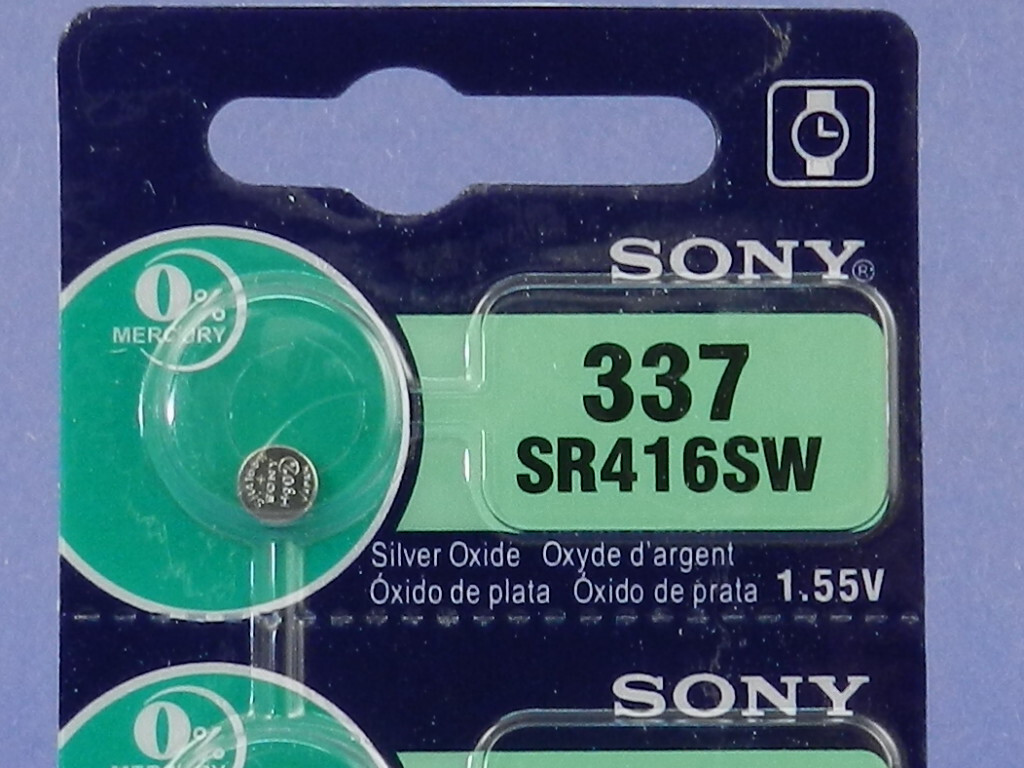 SONY®
0%
MERCURY
337
SR416SW
Silver Oxide Oxyde d'argent
Óxido de plata Óxido de prata 1.55V
SONY
0%
MERCURY